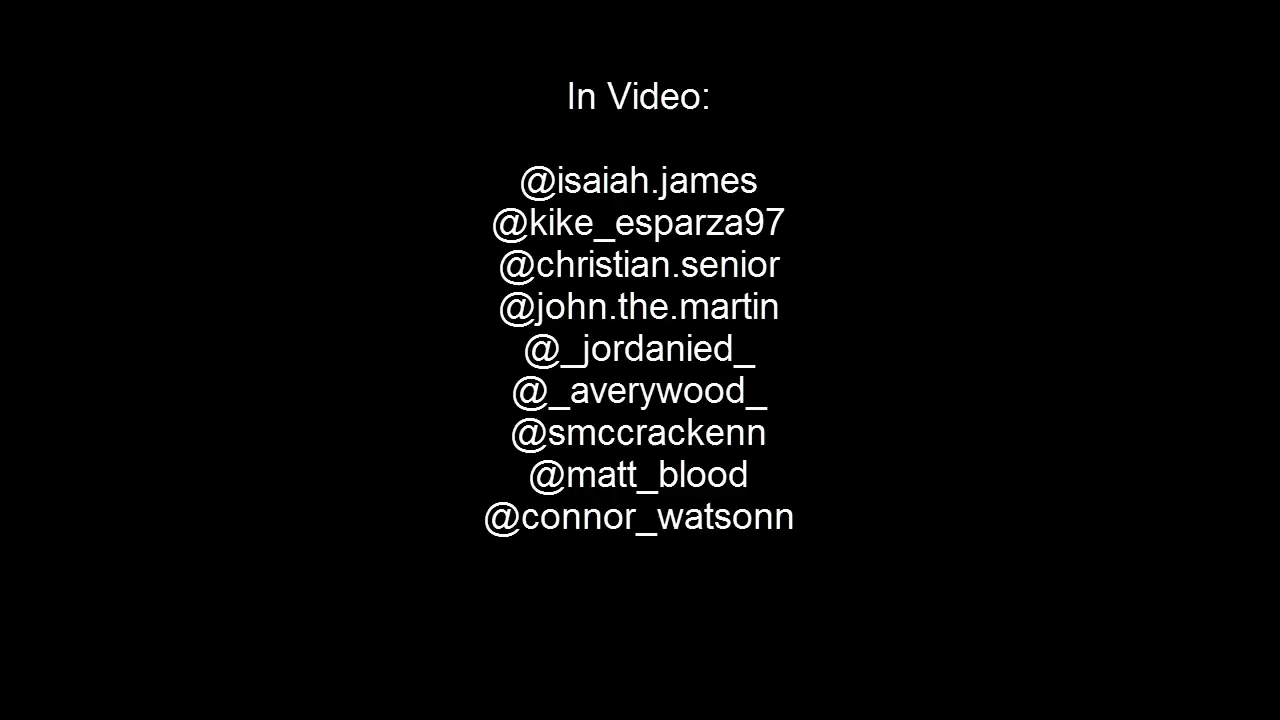 In Video:
@isaiah.james
@kike_esparza97
@christian.senior
@john.the.martin
@_jordanied_
@_averywood_
@smccrackenn
@matt_blood
@connor_watsonn